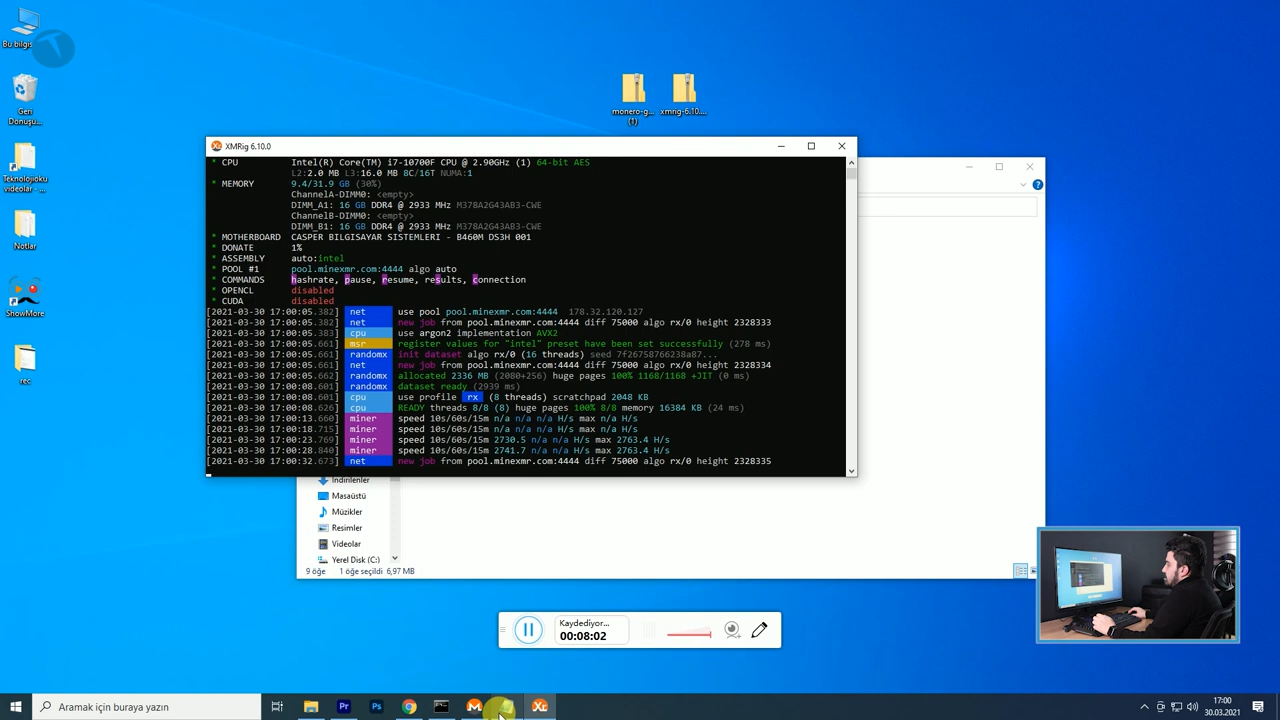 Bu bilgis
Geri
Dönüşü...
Teknolojioku
videolar - ...
Notlar
ShowMore
rec
monero-g...
(1)
xmrig-6.10....
XMRig 6.10.0
* CPU Intel(R) Core(TM) i7-10700F CPU @ 2.90GHz (1) 64-bit AES
L2:2.0 MB L3:16.0 MB 8C/16T NUMA:1
* MEMORY 9.4/31.9 GB (30%)
ChannelA-DIMM0: <empty>
DIMM_A1: 16 GB DDR4 @ 2933 MHz M378A2G43AB3-CWE
ChannelB-DIMM0: <empty>
DIMM_B1: 16 GB DDR4 @ 2933 MHz M378A2G43AB3-CWE
* MOTHERBOARD CASPER BILGISAYAR SISTEMLERI - B460M DS3H 001
* DONATE 1%
* ASSEMBLY auto:intel
* POOL #1 pool.minexmr.com:4444 algo auto
* COMMANDS hashrate, pause, resume, results, connection
* OPENCL disabled
* CUDA disabled
[2021-03-30 17:00:05.382] net use pool pool.minexmr.com:4444 178.32.120.127
[2021-03-30 17:00:05.382] net new job from pool.minexmr.com:4444 diff 75000 algo rx/0 height 2328333
[2021-03-30 17:00:05.383] cpu use argon2 implementation AVX2
[2021-03-30 17:00:05.661] msr register values for "intel" preset have been set successfully (278 ms)
[2021-03-30 17:00:05.661] randomx init dataset algo rx/0 (16 threads) seed 7f26758766238a87...
[2021-03-30 17:00:05.661] net new job from pool.minexmr.com:4444 diff 75000 algo rx/0 height 2328334
[2021-03-30 17:00:05.662] randomx allocated 2336 MB (2080+256) huge pages 100% 1168/1168 +JIT (0 ms)
[2021-03-30 17:00:08.601] randomx dataset ready (2939 ms)
[2021-03-30 17:00:08.601] cpu use profile rx (8 threads) scratchpad 2048 KB
[2021-03-30 17:00:08.626] cpu READY threads 8/8 (8) huge pages 100% 8/8 memory 16384 KB (24 ms)
[2021-03-30 17:00:13.660] miner speed 10s/60s/15m n/a n/a n/a H/s max n/a H/s
[2021-03-30 17:00:18.715] miner speed 10s/60s/15m n/a n/a n/a H/s max n/a H/s
[2021-03-30 17:00:23.769] miner speed 10s/60s/15m 2730.5 n/a n/a H/s max 2763.4 H/s
[2021-03-30 17:00:28.840] miner speed 10s/60s/15m 2741.7 n/a n/a H/s max 2763.4 H/s
[2021-03-30 17:00:32.673] net new job from pool.minexmr.com:4444 diff 75000 algo rx/0 height 2328335
İndirilenler
Masaüstü
Müzikler
Resimler
Videolar
Yerel Disk (C:)
9 öğe 1 öğe seçildi 6,97 MB
Kaydediyor...
00:08:02
Aramak için buraya yazın
Pr
Ps
17:00
30.03.2021